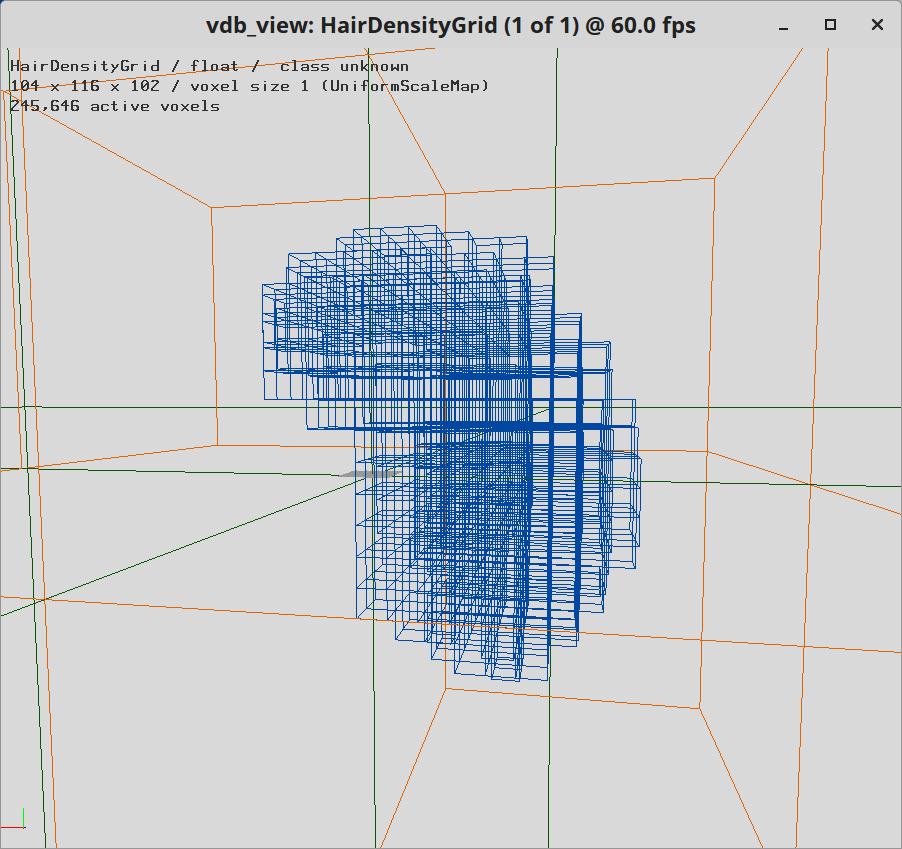 vdb_view: HairDensityGrid (1 of 1) @ 60.0 fps
HairDensityGrid / float /  class unknown
104 x 116 x 102 / voxel size 1 (UniformScaleMap)
245,646 active voxels